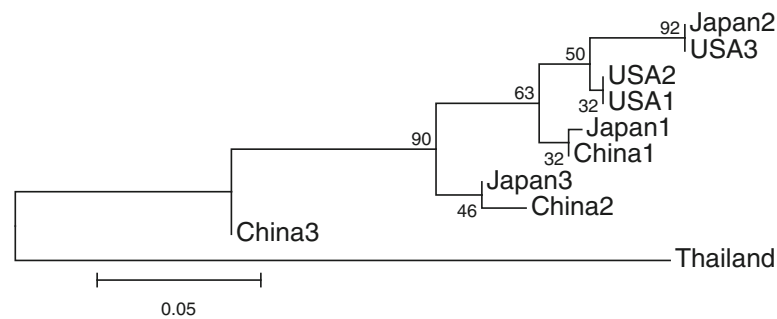 Japan2
92
USA3
50
USA2
63
32
USA1
Japan1
90
32
China1
Japan3
46
China2
China3
Thailand
0.05